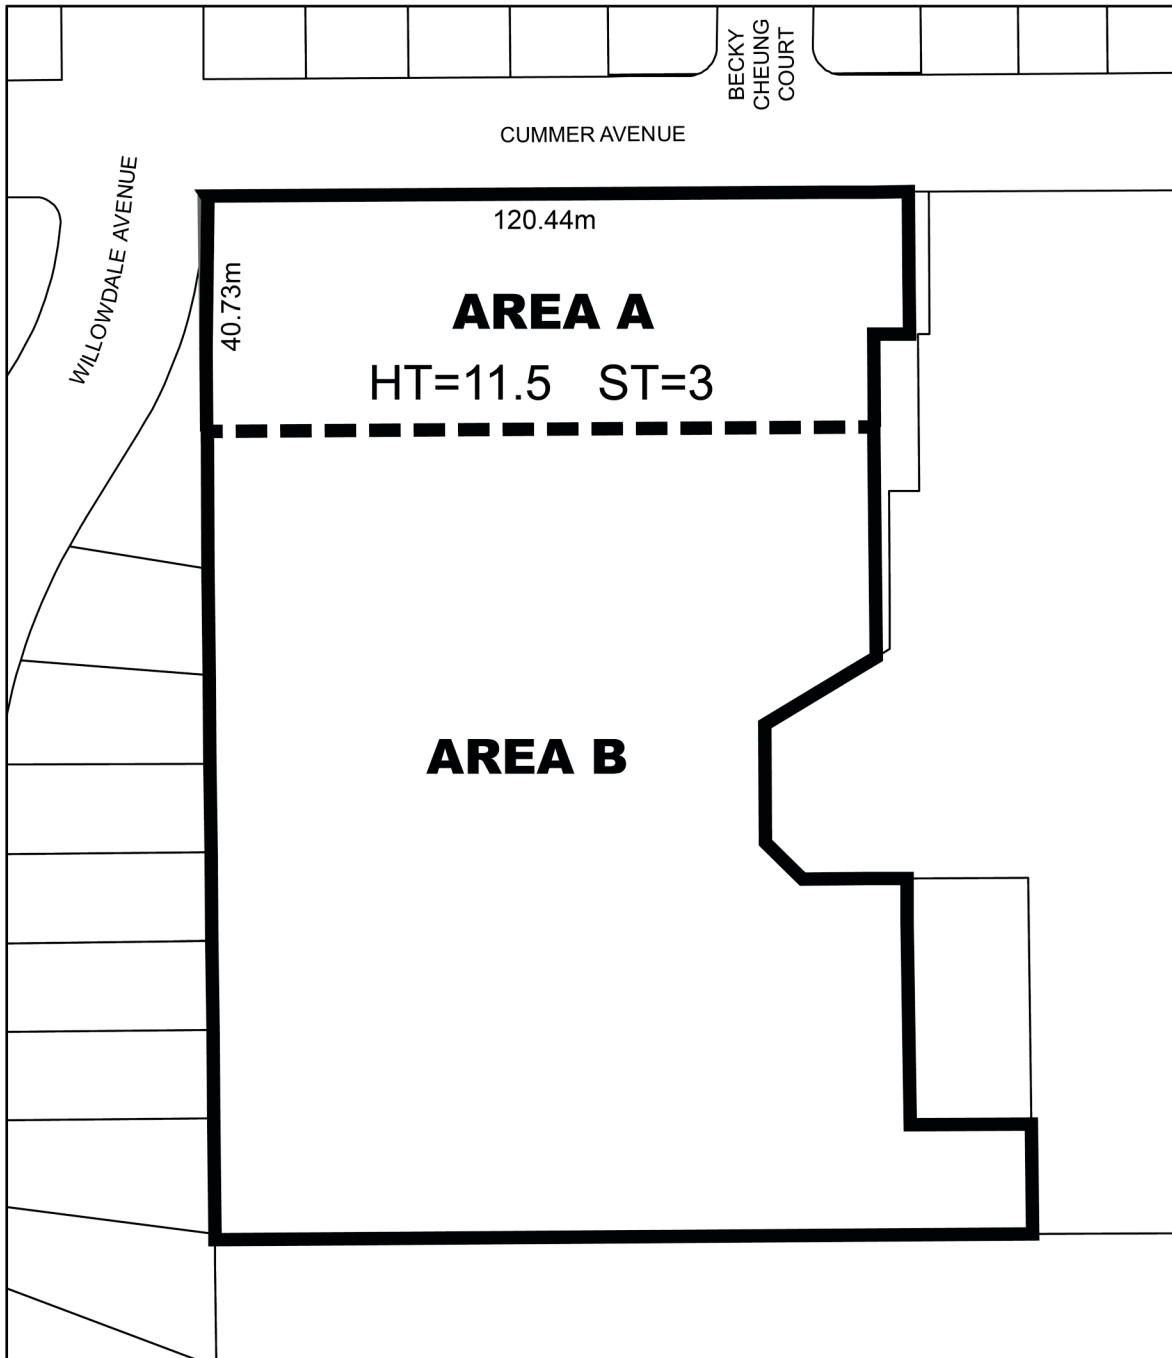 BECKY
CHEUNG
COURT
CUMMER AVENUE
WILLOWDALE AVENUE
120.44m
40.73m
AREA A
HT=11.5 ST=3
AREA B